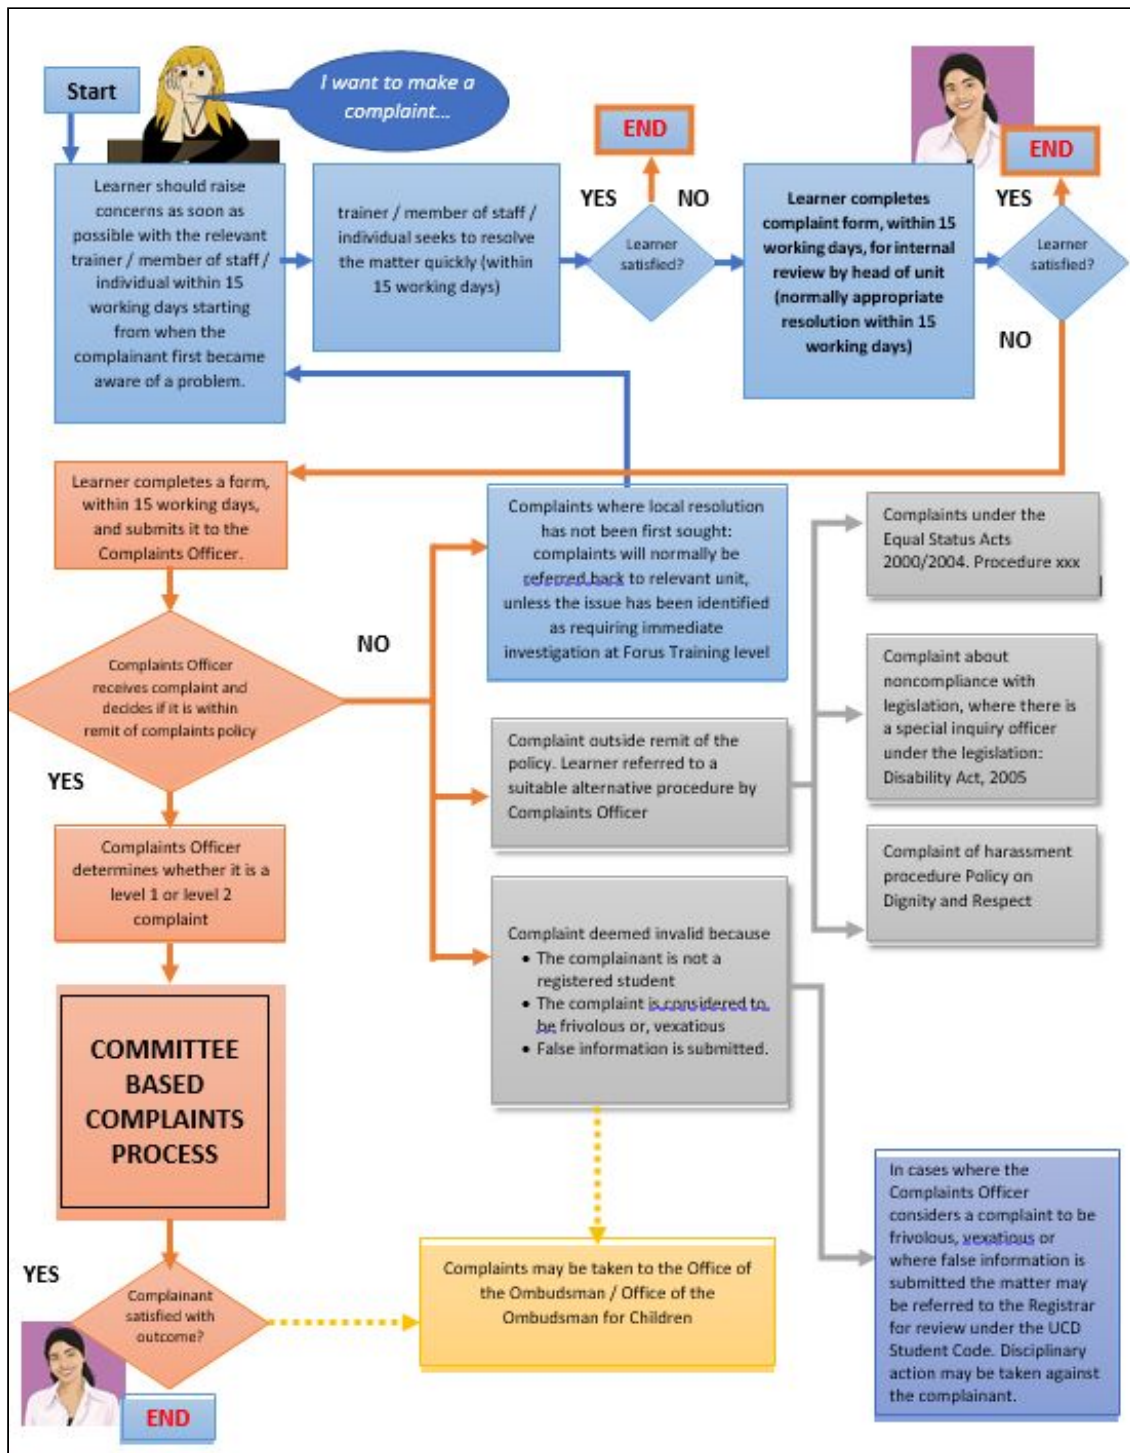 Start
I want to make a
complaint...
END
END
Learner should raise
concerns as soon as
possible with the relevant
trainer / member of staff /
individual within 15
working days starting
from when the
complainant first became
aware of a problem.
trainer / member of staff /
individual seeks to resolve
the matter quickly (within
15 working days)
YES
NO
Learner
satisfied?
Learner completes
complaint form, within 15
working days, for internal
review by head of unit
(normally appropriate
resolution within 15
working days)
YES
Learner
satisfied?
NO
Learner completes a form,
within 15 working days,
and submits it to the
Complaints Officer.
Complaints Officer
receives complaint and
decides if it is within
remit of complaints policy
NO
YES
Complaints where local resolution
has not been first sought:
complaints will normally be
referred back to relevant unit,
unless the issue has been identified
as requiring immediate
investigation at Forus Training level
Complaint outside remit of the
policy. Learner referred to a
suitable alternative procedure by
Complaints Officer
Complaint deemed invalid because
• The complainant is not a
registered student
• The complaint is considered to
be frivolous or, vexatious
• False information is submitted.
Complaints under the
Equal Status Acts
2000/2004. Procedure xxx
Complaint about
noncompliance with
legislation, where there is
a special inquiry officer
under the legislation:
Disability Act, 2005
Complaint of harassment
procedure Policy on
Dignity and Respect
Complaints Officer
determines whether it is a
level 1 or level 2
complaint
COMMITTEE
BASED
COMPLAINTS
PROCESS
YES
Complainant
satisfied with
outcome?
END
Complaints may be taken to the Office of
the Ombudsman / Office of the
Ombudsman for Children
In cases where the
Complaints Officer
considers a complaint to be
frivolous, vexatious or
where false information is
submitted the matter may
be referred to the Registrar
for review under the UCD
Student Code. Disciplinary
action may be taken against
the complainant.